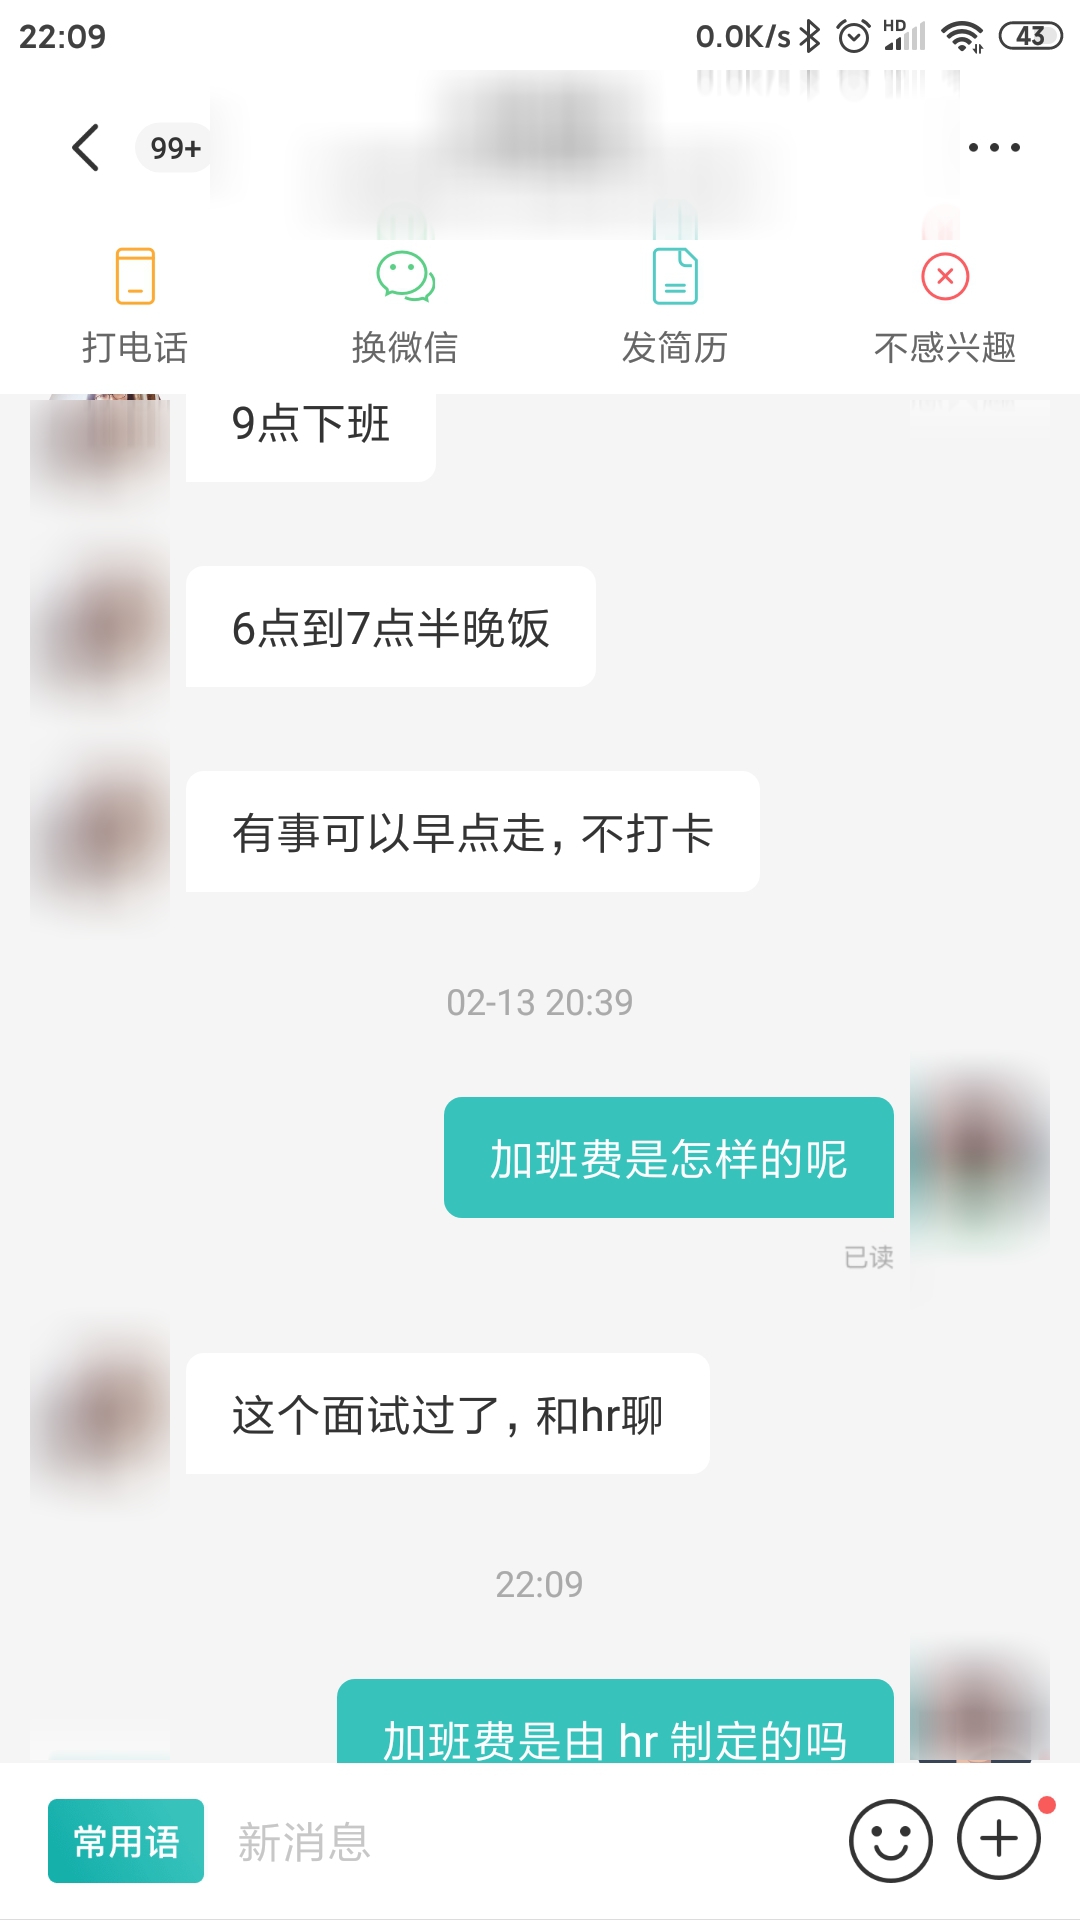 22:09
0.0K/s HD 43
99+
打电话 换微信 发简历 不感兴趣
9点下班
6点到7点半晚饭
有事可以早点走，不打卡
02-13 20:39
加班费是怎样的呢
已读
这个面试过了，和hr聊
22:09
加班费是由 hr 制定的吗
常用语 新消息